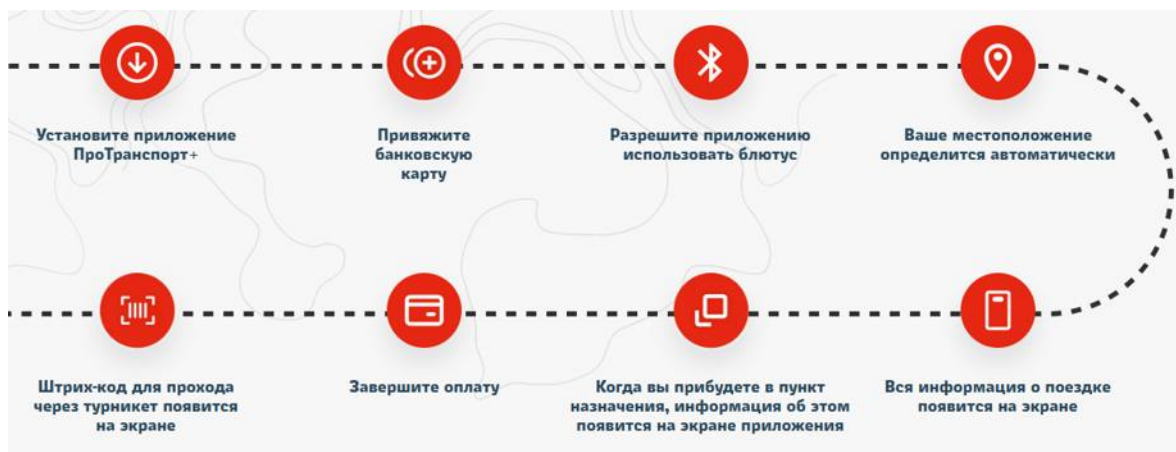 Установите приложение
ПроТранспорт+
Привяжите
банковскую
карту
Разрешите приложению
использовать блютус
Ваше местоположение
определится автоматически
Вся информация о поездке
появится на экране
Когда вы прибудете в пункт
назначения, информация об этом
появится на экране приложения
Завершите оплату
Штрих-код для прохода
через турникет появится
на экране